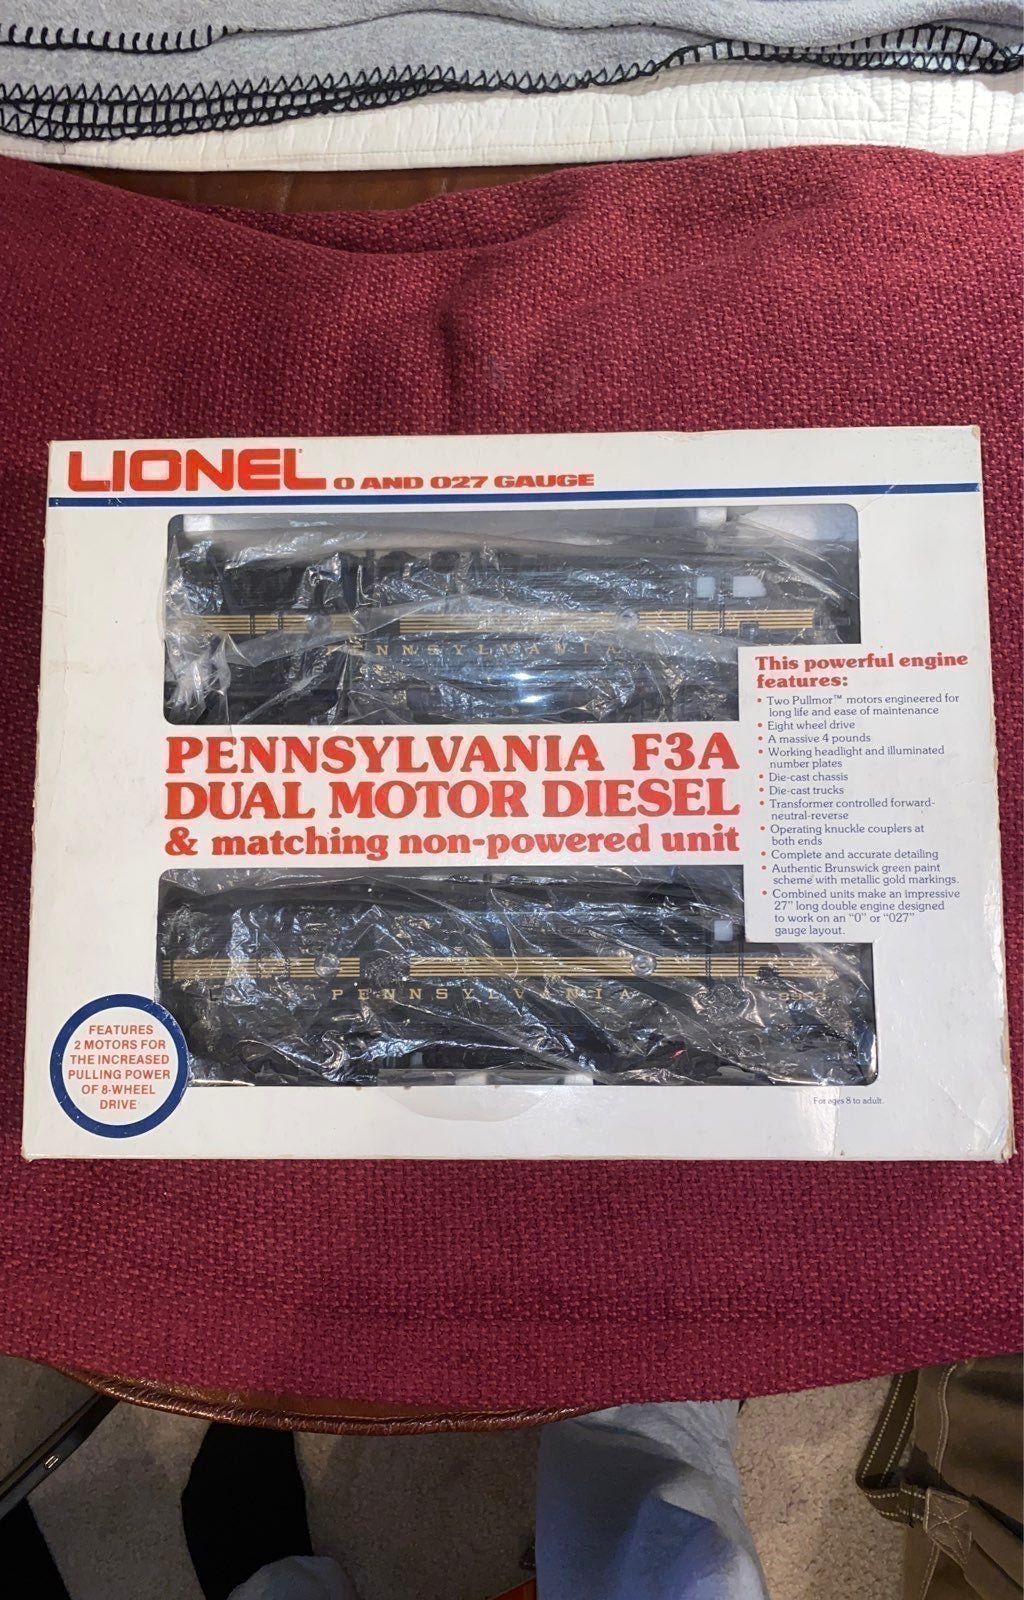 LIONEL O AND O27 GAUGE
PENNSYLVANIA
This powerful engine
features:
• Two Pullmor™ motors engineered for
long life and ease of maintenance
• Eight wheel drive
• A massive 4 pounds
• Working headlight and illuminated
number plates
• Die-cast chassis
• Die-cast trucks
• Transformer controlled forward-
neutral-reverse
• Operating knuckle couplers at
both ends
• Complete and accurate detailing
• Authentic Brunswick green paint
scheme with metallic gold markings.
• Combined units make an impressive
27" long double engine designed
to work on an "0" or "027"
gauge layout.
PENNSYLVANIA F3A
DUAL MOTOR DIESEL
& matching non-powered unit
PENNSYLVANIA
FEATURES
2 MOTORS FOR
THE INCREASED
PULLING POWER
OF 8-WHEEL
DRIVE
For ages 8 to adult.